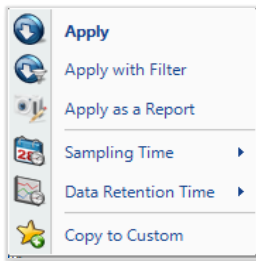 Apply
Apply with Filter
Apply as a Report
Sampling Time
Data Retention Time
Copy to Custom